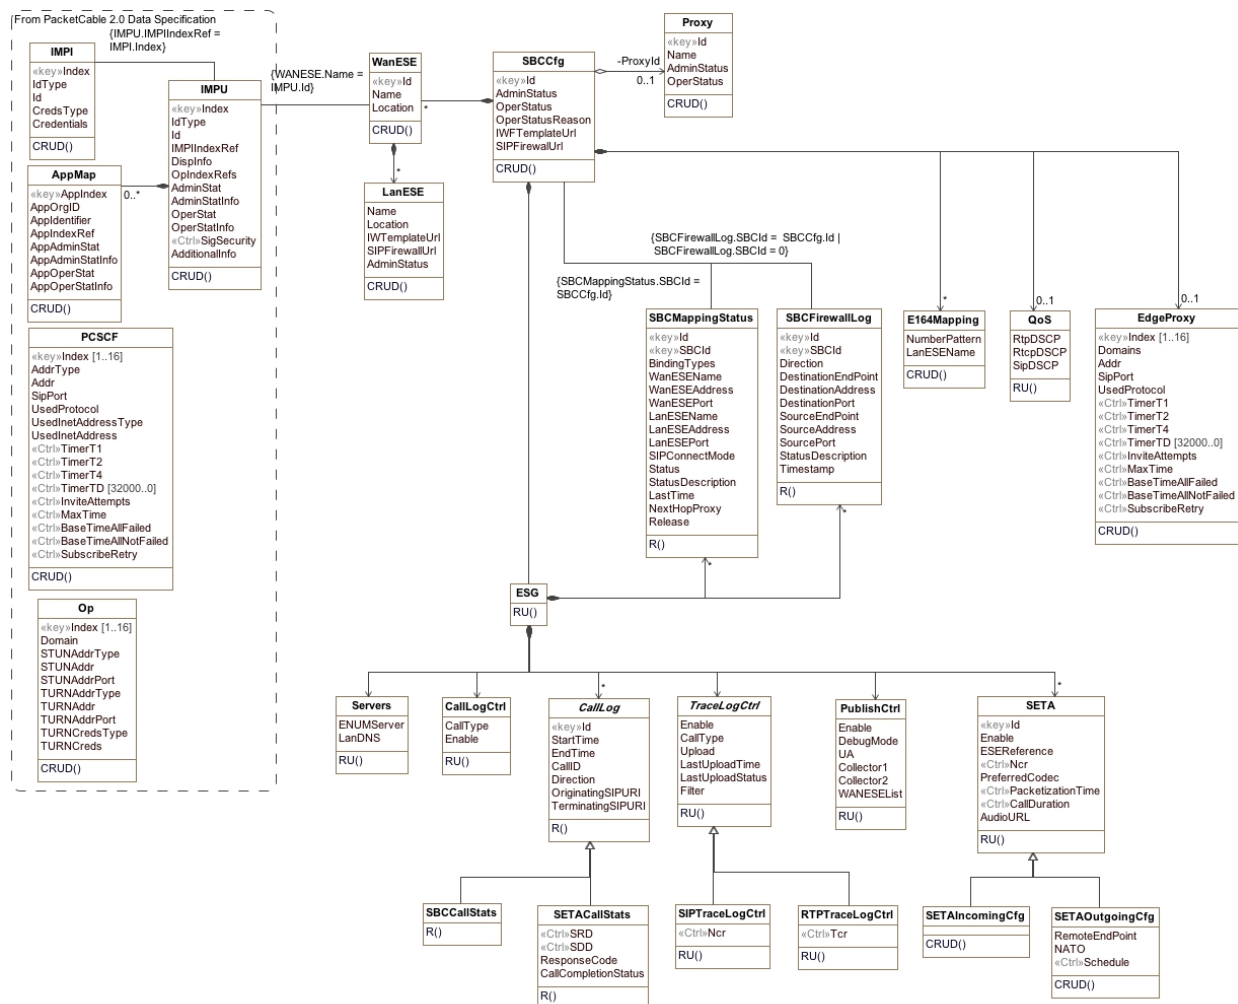 From PacketCable 2.0 Data Specification
{IMPU.IMPIIndexRef =
IMPI.Index}
IMPI
«key»Index
IdType
Id
CredsType
Credentials
CRUD()
IMPU
«key»Index
IdType
Id
IMPIIndexRef
DispInfo
OpIndexRefs
AdminStat
AdminStatInfo
OperStat
OperStatInfo
«Ctrl»SigSecurity
AdditionalInfo
CRUD()
AppMap
«key»AppIndex
AppOrgID
AppIdentifier
AppIndexRef
AppAdminStat
AppAdminStatInfo
AppOperStat
AppOperStatInfo
CRUD()
0..*
PCSCF
«key»Index [1..16]
AddrType
Addr
SipPort
UsedProtocol
UsedInetAddressType
UsedInetAddress
«Ctrl»TimerT1
«Ctrl»TimerT2
«Ctrl»TimerT4
«Ctrl»TimerTD [32000..0]
«Ctrl»InviteAttempts
«Ctrl»MaxTime
«Ctrl»BaseTimeAllFailed
«Ctrl»BaseTimeAllNotFailed
«Ctrl»SubscribeRetry
CRUD()
Op
«key»Index [1..16]
Domain
STUNAddrType
STUNAddr
STUNAddrPort
TURNAddrType
TURNAddr
TURNAddrPort
TURNCredsType
TURNCreds
CRUD()
{WANESE.Name =
IMPU.Id}
WanESE
«key»Id
Name
Location
CRUD()
*
*
LanESE
Name
Location
IWTemplateUrl
SIPFirewallUrl
AdminStatus
CRUD()
SBCCfg
«key»Id
AdminStatus
OperStatus
OperStatusReason
IWFTemplateUrl
SIPFirewalUrl
CRUD()
-ProxyId
0..1
Proxy
«key»Id
Name
AdminStatus
OperStatus
CRUD()
{SBCFirewallLog.SBCId =  SBCCfg.Id |
SBCFirewallLog.SBCId = 0}
{SBCMappingStatus.SBCId =
SBCCfg.Id}
*
0..1
0..1
SBCMappingStatus
«key»Id
«key»SBCId
BindingTypes
WanESEName
WanESEAddress
WanESEPort
LanESEName
LanESEAddress
LanESEPort
SIPConnectMode
Status
StatusDescription
LastTime
NextHopProxy
Release
R()
SBCFirewallLog
«key»Id
«key»SBCId
Direction
DestinationEndPoint
DestinationAddress
DestinationPort
SourceEndPoint
SourceAddress
SourcePort
StatusDescription
Timestamp
R()
E164Mapping
NumberPattern
LanESEName
CRUD()
QoS
RtpDSCP
RtcpDSCP
SipDSCP
RU()
EdgeProxy
«key»Index [1..16]
Domains
Addr
SipPort
UsedProtocol
«Ctrl»TimerT1
«Ctrl»TimerT2
«Ctrl»TimerT4
«Ctrl»TimerTD [32000..0]
«Ctrl»InviteAttempts
«Ctrl»MaxTime
«Ctrl»BaseTimeAllFailed
«Ctrl»BaseTimeAllNotFailed
«Ctrl»SubscribeRetry
CRUD()
*
*
ESG
RU()
*
*
Servers
ENUMServer
LanDNS
RU()
CallLogCtrl
CallType
Enable
RU()
CallLog
«key»Id
StartTime
EndTime
CallID
Direction
OriginatingSIPURI
TerminatingSIPURI
R()
TraceLogCtrl
Enable
CallType
Upload
LastUploadTime
LastUploadStatus
Filter
RU()
PublishCtrl
Enable
DebugMode
UA
Collector1
Collector2
WANESEList
RU()
SETA
«key»Id
Enable
ESEReference
«Ctrl»Ncr
PreferredCodec
«Ctrl»PacketizationTime
«Ctrl»CallDuration
AudioURL
RU()
SBCCallStats
R()
SETACallStats
«Ctrl»SRD
«Ctrl»SDD
ResponseCode
CallCompletionStatus
R()
SIPTraceLogCtrl
«Ctrl»Ncr
RU()
RTPTraceLogCtrl
«Ctrl»Tcr
RU()
SETAIncomingCfg
CRUD()
SETAOutgoingCfg
RemoteEndPoint
NATO
«Ctrl»Schedule
CRUD()